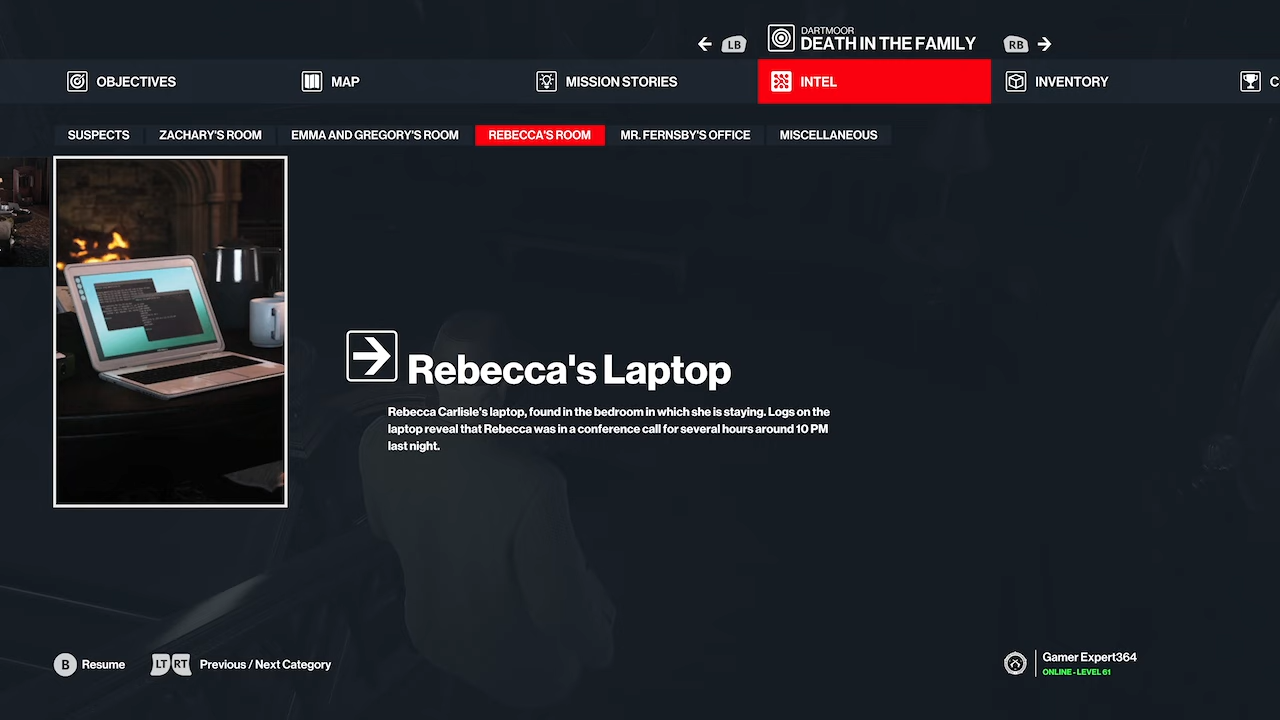 DARTMOOR
LB DEATH IN THE FAMILY RB
OBJECTIVES MAP MISSION STORIES INTEL INVENTORY C
SUSPECTS ZACHARY'S ROOM EMMA AND GREGORY'S ROOM REBECCA'S ROOM MR. FERNSBY'S OFFICE MISCELLANEOUS
Rebecca's Laptop
Rebecca Carlisle's laptop, found in the bedroom in which she is staying. Logs on the
laptop reveal that Rebecca was in a conference call for several hours around 10 PM
last night.
B Resume LT RT Previous / Next Category
Gamer Expert364
ONLINE - LEVEL 61